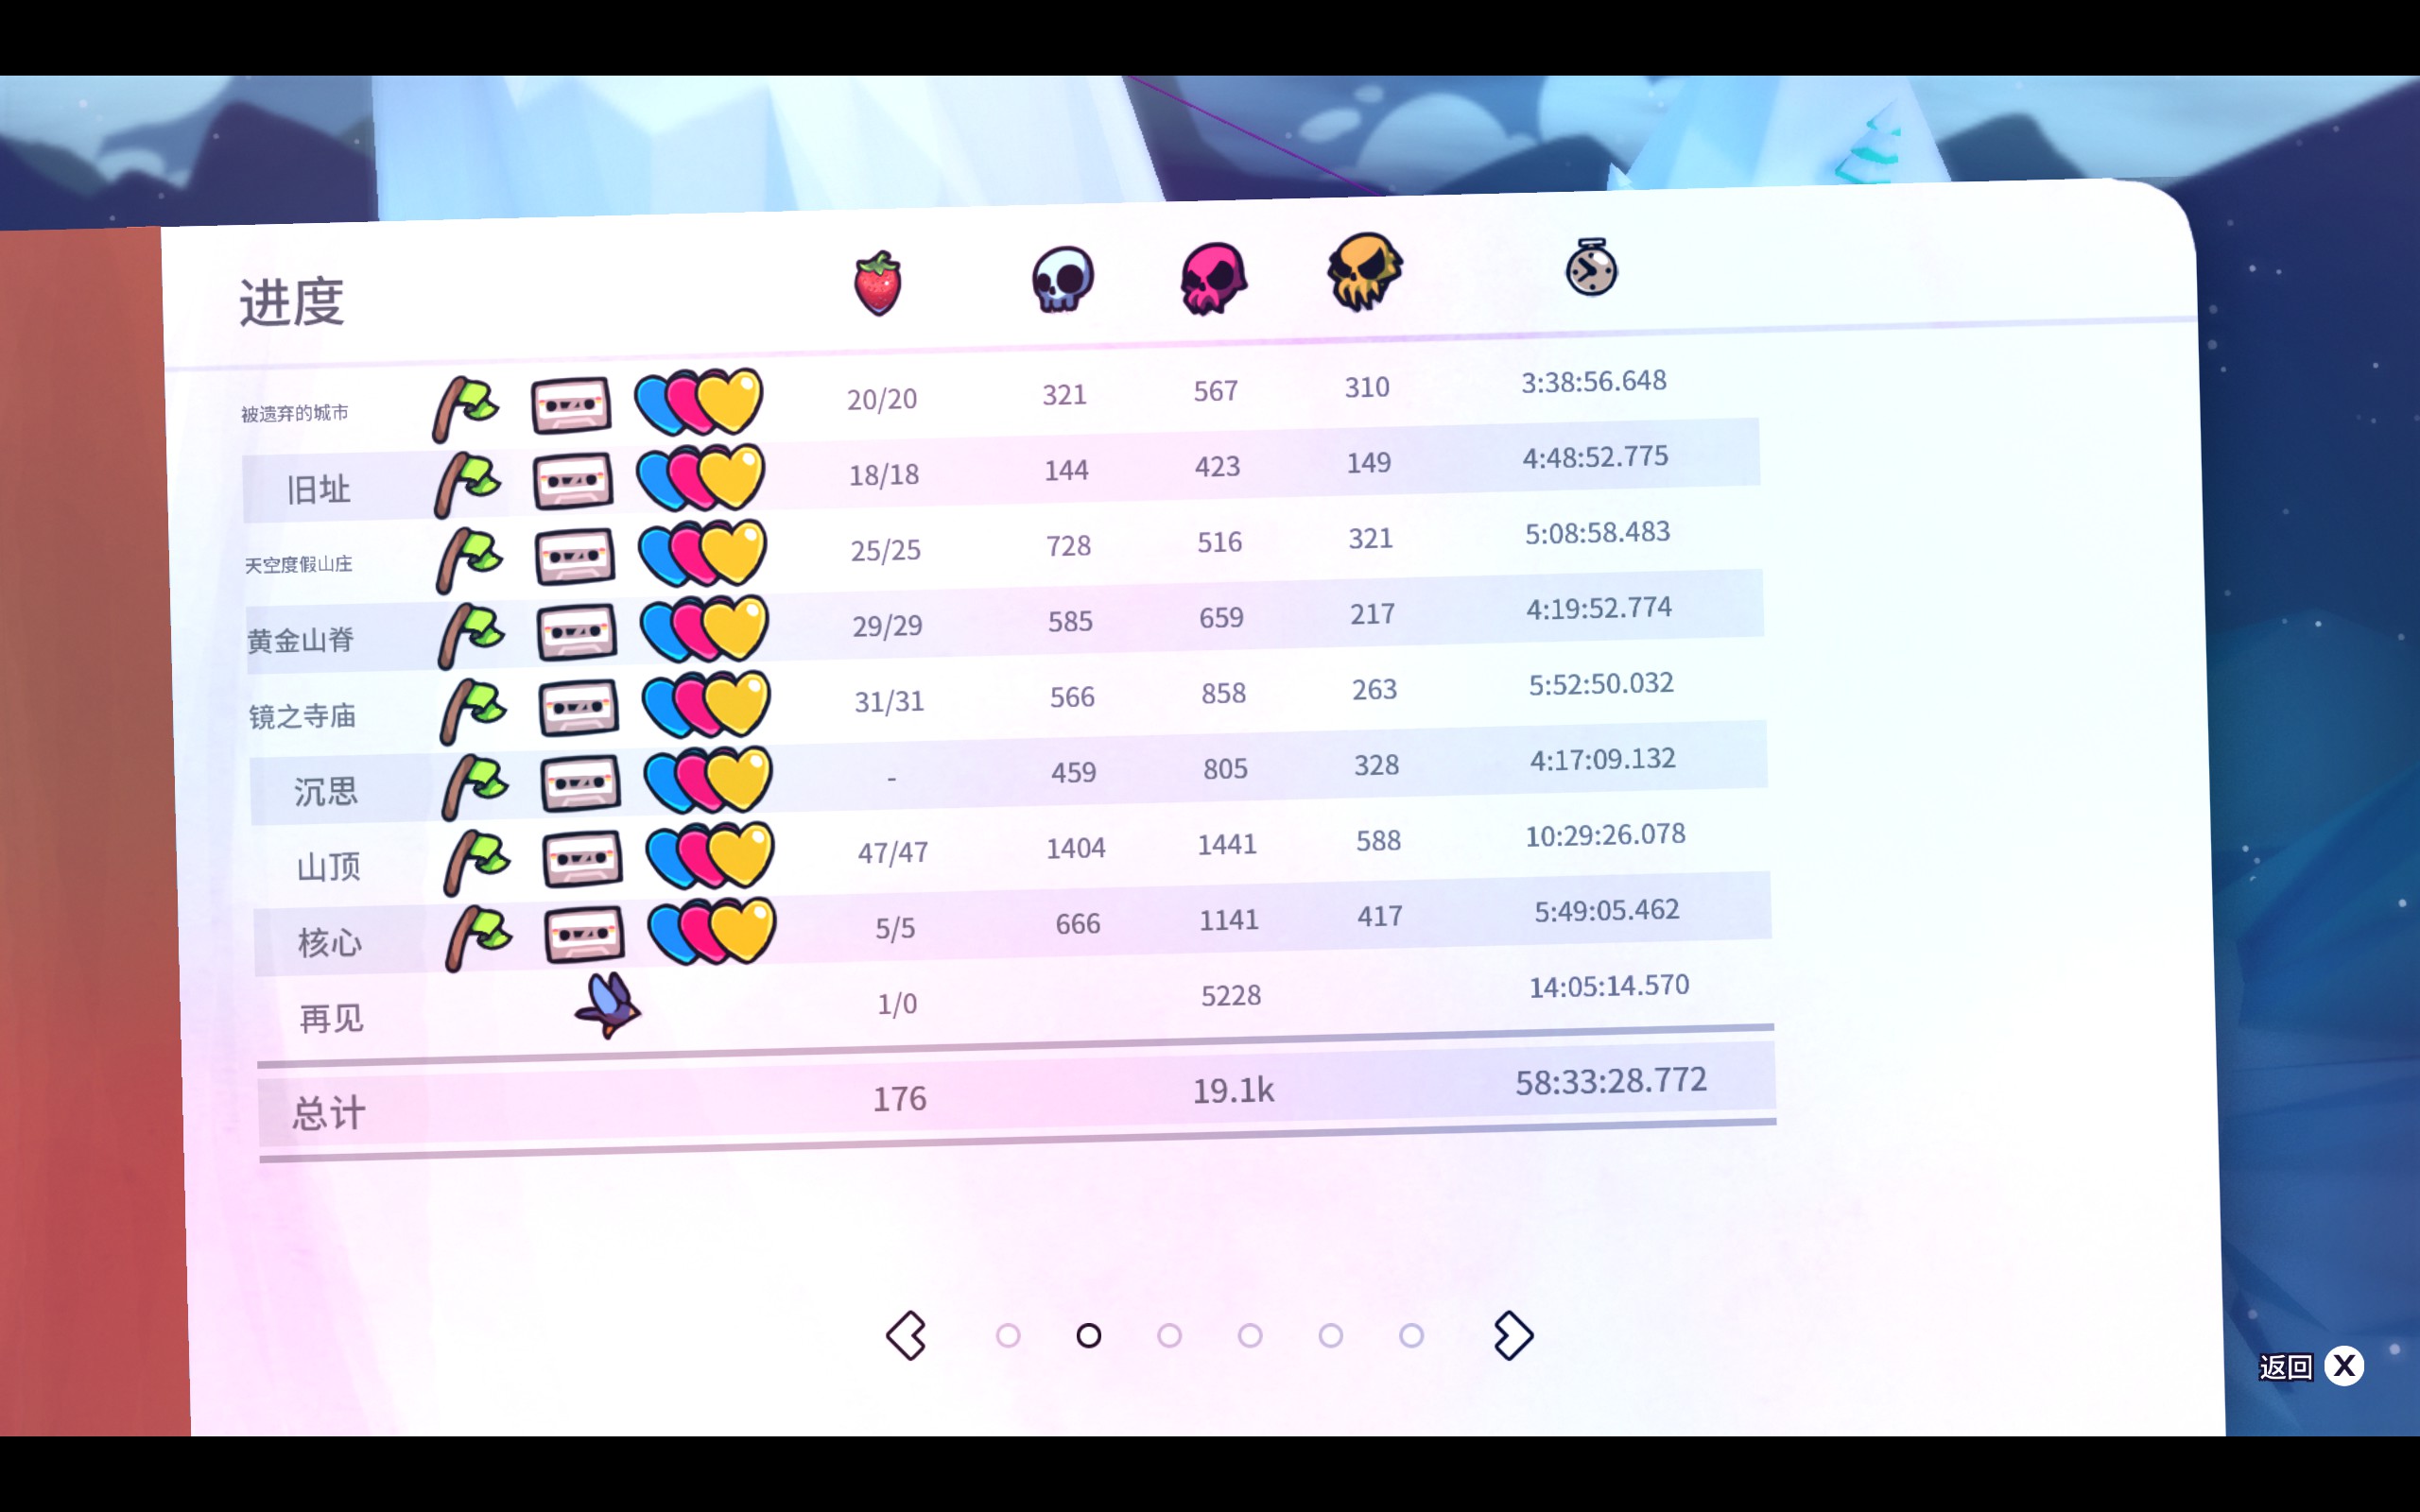 进度
被遗弃的城市 20/20 321 567 310 3:38:56.648
旧址 18/18 144 423 149 4:48:52.775
天空度假山庄 25/25 728 516 321 5:08:58.483
黄金山脊 29/29 585 659 217 4:19:52.774
镜之寺庙 31/31 566 858 263 5:52:50.032
沉思 - 459 805 328 4:17:09.132
山顶 47/47 1404 1441 588 10:29:26.078
核心 5/5 666 1141 417 5:49:05.462
再见 1/0 5228 14:05:14.570
总计 176 19.1k 58:33:28.772
返回 X